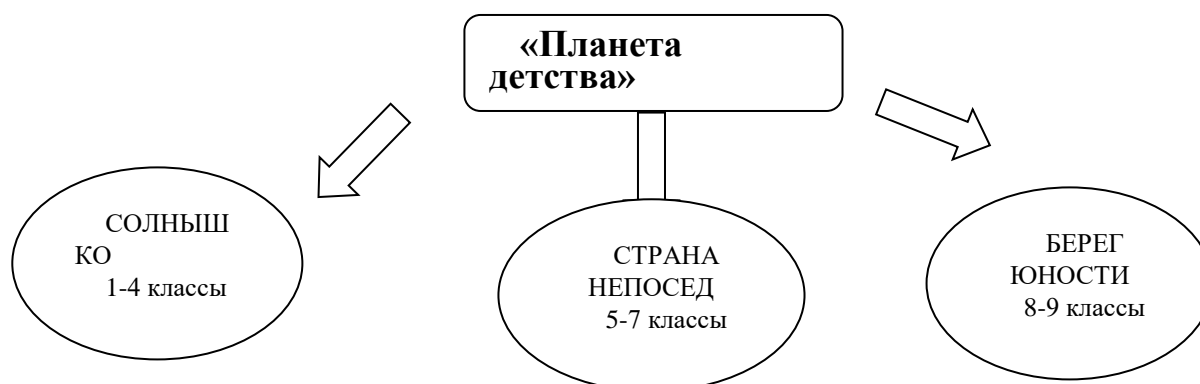 «Планета
детства»
СОЛНЫШ
КО
1-4 классы
СТРАНА
НЕПОСЕД
5-7 классы
БЕРЕГ
ЮНОСТИ
8-9 классы